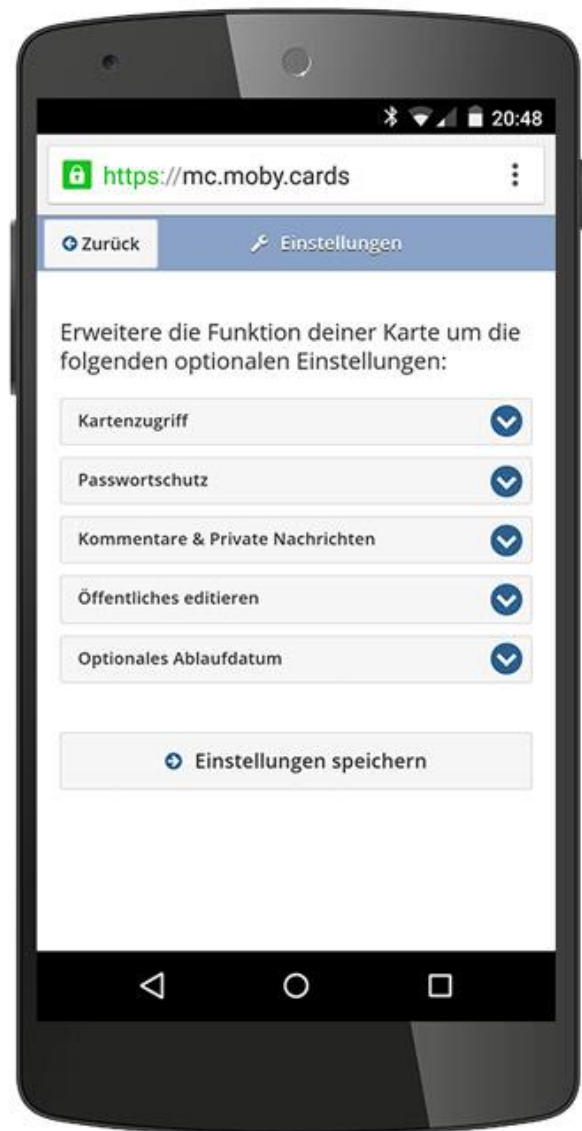 20:48
https://mc.moby.cards
Zurück
Einstellungen
Erweitere die Funktion deiner Karte um die
folgenden optionalen Einstellungen:
Kartenzugriff
Passwortschutz
Kommentare & Private Nachrichten
Öffentliches editieren
Optionales Ablaufdatum
Einstellungen speichern